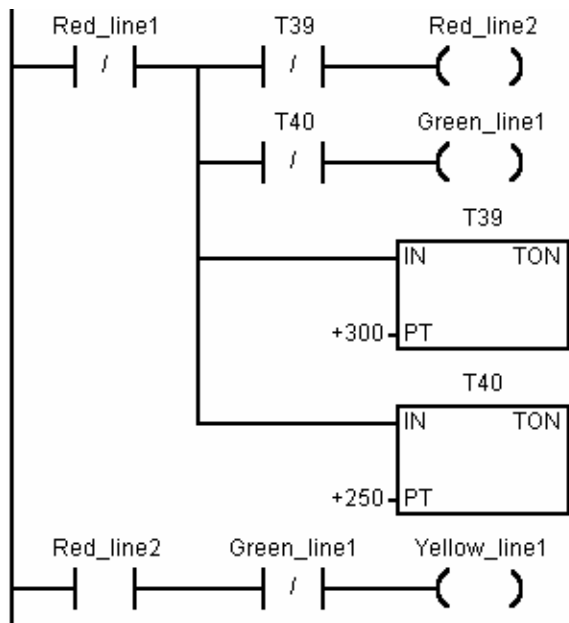 Red_line1 T39 Red_line2
/ /
T40 Green_line1
/
T39
IN TON
+300 PT
T40
IN TON
+250 PT
Red_line2 Green_line1 Yellow_line1
/